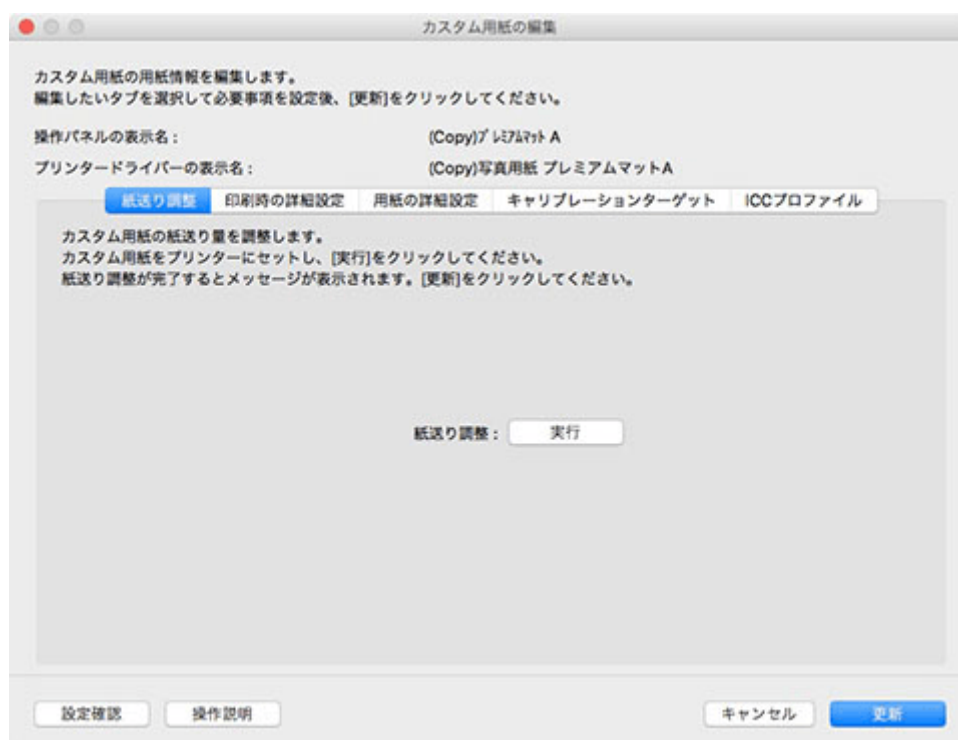 カスタム用紙の編集
カスタム用紙の用紙情報を編集します。
編集したいタブを選択して必要事項を設定後、[更新]をクリックしてください。
操作パネルの表示名： (Copy)ﾌﾟﾚﾐｱﾑﾏｯﾄ A
プリンタードライバーの表示名： (Copy)写真用紙 プレミアムマットA
紙送り調整 印刷時の詳細設定 用紙の詳細設定 キャリブレーションターゲット ICCプロファイル
カスタム用紙の紙送り量を調整します。
カスタム用紙をプリンターにセットし、[実行]をクリックしてください。
紙送り調整が完了するとメッセージが表示されます。[更新]をクリックしてください。
紙送り調整： 実行
設定確認 操作説明 キャンセル 更新